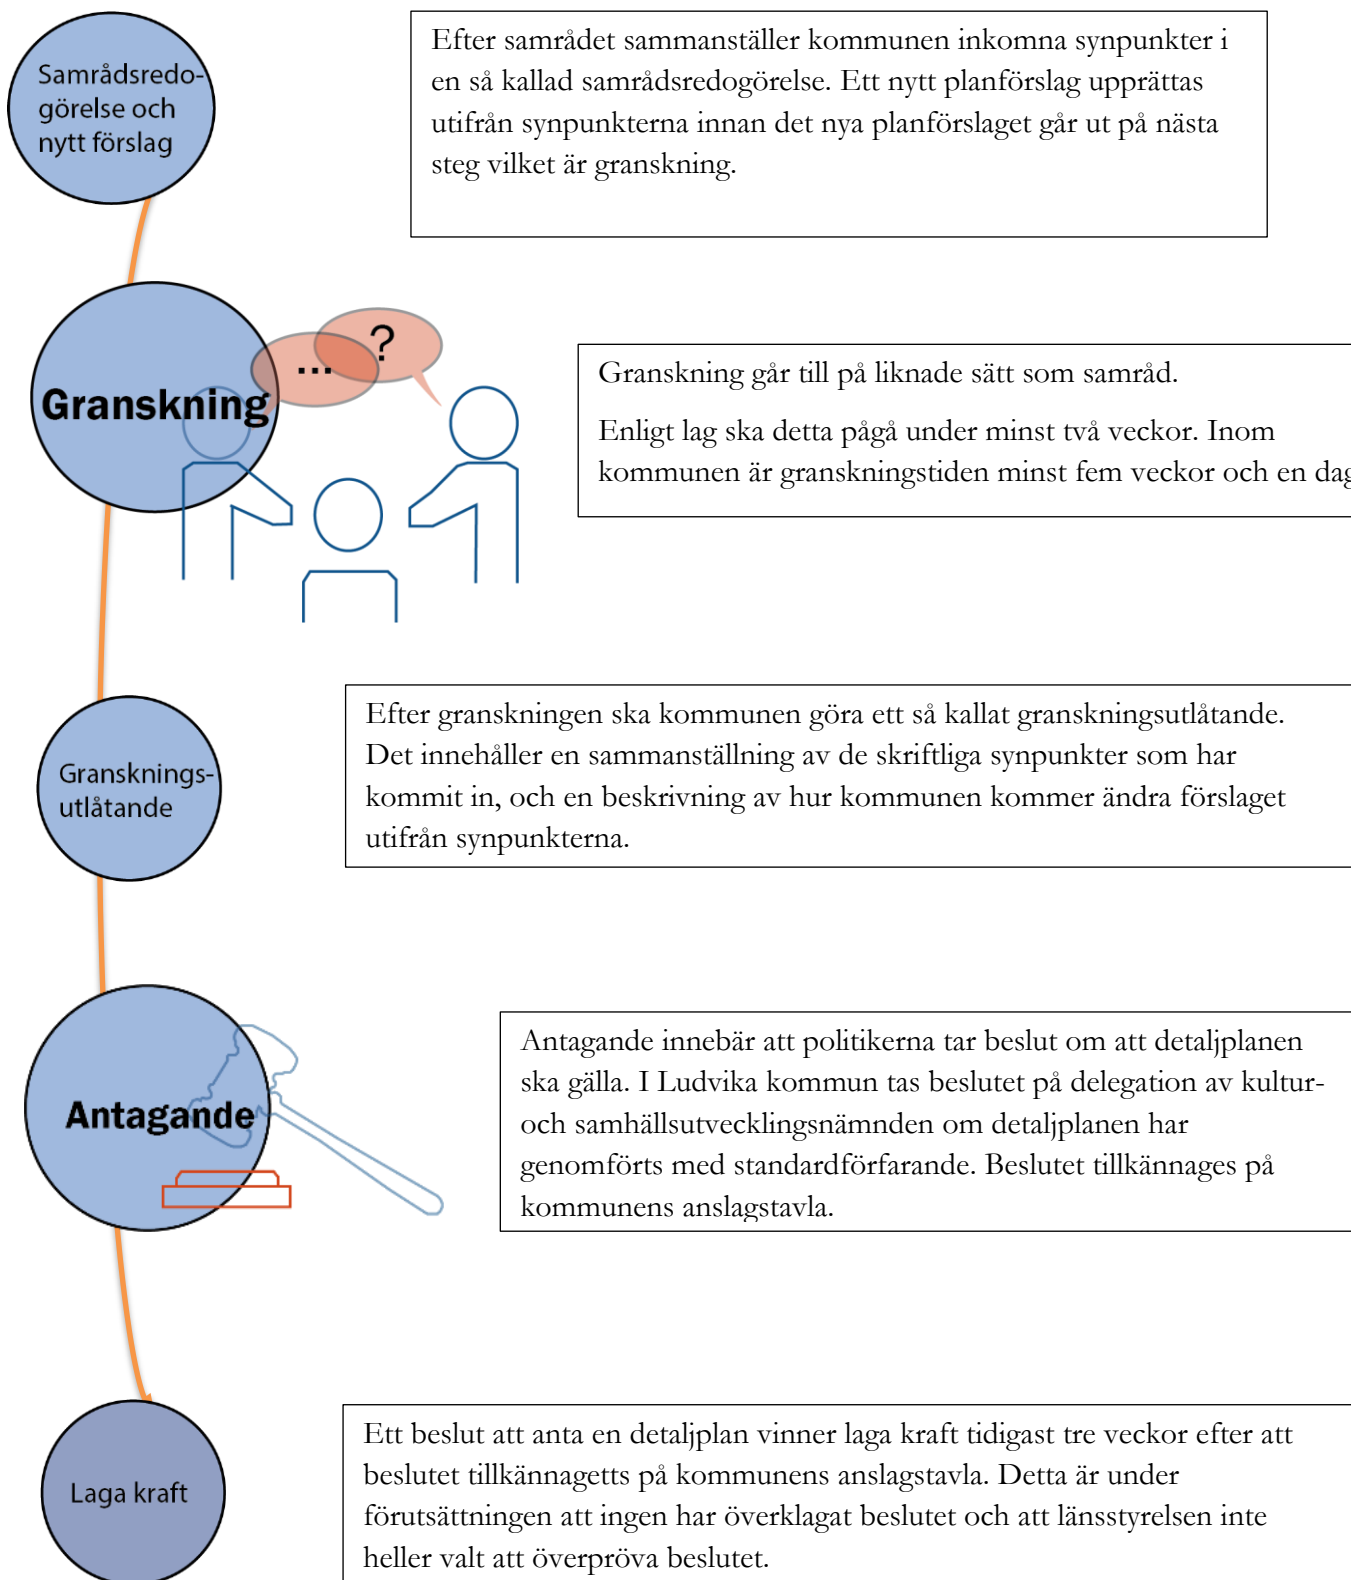 Samrådsredo-
görelse och
nytt förslag
Efter samrådet sammanställer kommunen inkomna synpunkter i
en så kallad samrådsredogörelse. Ett nytt planförslag upprättas
utifrån synpunkterna innan det nya planförslaget går ut på nästa
steg vilket är granskning.
Granskning
... ?
Granskning går till på liknade sätt som samråd.
Enligt lag ska detta pågå under minst två veckor. Inom
kommunen är granskningstiden minst fem veckor och en dag
Gransknings-
utlåtande
Efter granskningen ska kommunen göra ett så kallat granskningsutlåtande.
Det innehåller en sammanställning av de skriftliga synpunkter som har
kommit in, och en beskrivning av hur kommunen kommer ändra förslaget
utifrån synpunkterna.
Antagande
Antagande innebär att politikerna tar beslut om att detaljplanen
ska gälla. I Ludvika kommun tas beslutet på delegation av kultur-
och samhällsutvecklingsnämnden om detaljplanen har
genomförts med standardförfarande. Beslutet tillkännages på
kommunens anslagstavla.
Laga kraft
Ett beslut att anta en detaljplan vinner laga kraft tidigast tre veckor efter att
beslutet tillkännagetts på kommunens anslagstavla. Detta är under
förutsättningen att ingen har överklagat beslutet och att länsstyrelsen inte
heller valt att överpröva beslutet.